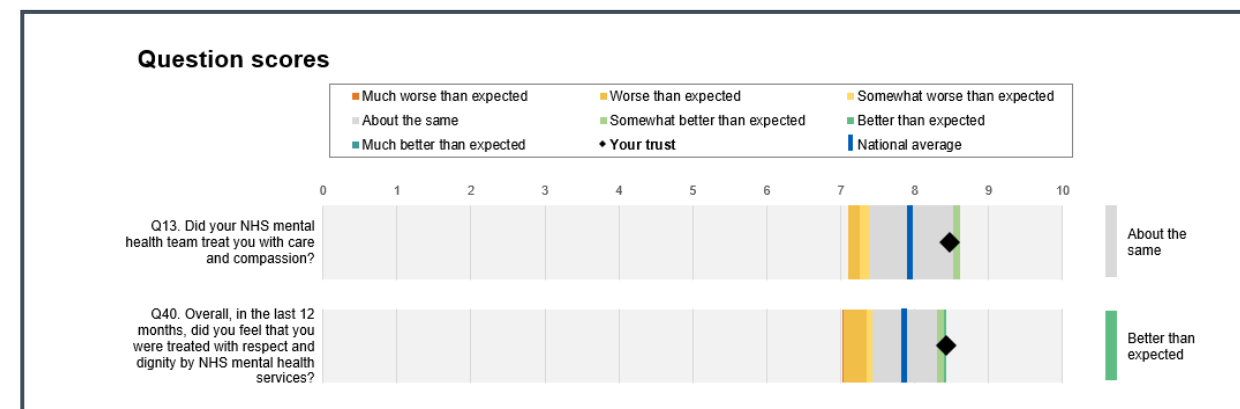 Question scores
Much worse than expected
Worse than expected
Somewhat worse than expected
About the same
Somewhat better than expected
Better than expected
Much better than expected
Your trust
National average
0 1 2 3 4 5 6 7 8 9 10
Q13. Did your NHS mental
health team treat you with care
and compassion?
About the
same
Q40. Overall, in the last 12
months, did you feel that you
were treated with respect and
dignity by NHS mental health
services?
Better than
expected